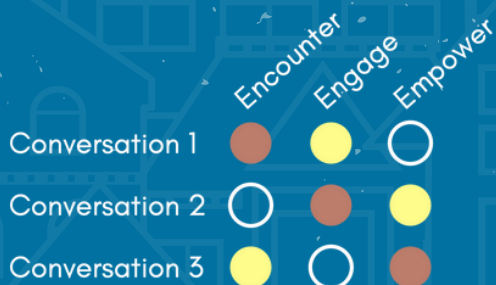 Encounter
Engage
Empower
Conversation 1
Conversation 2
Conversation 3